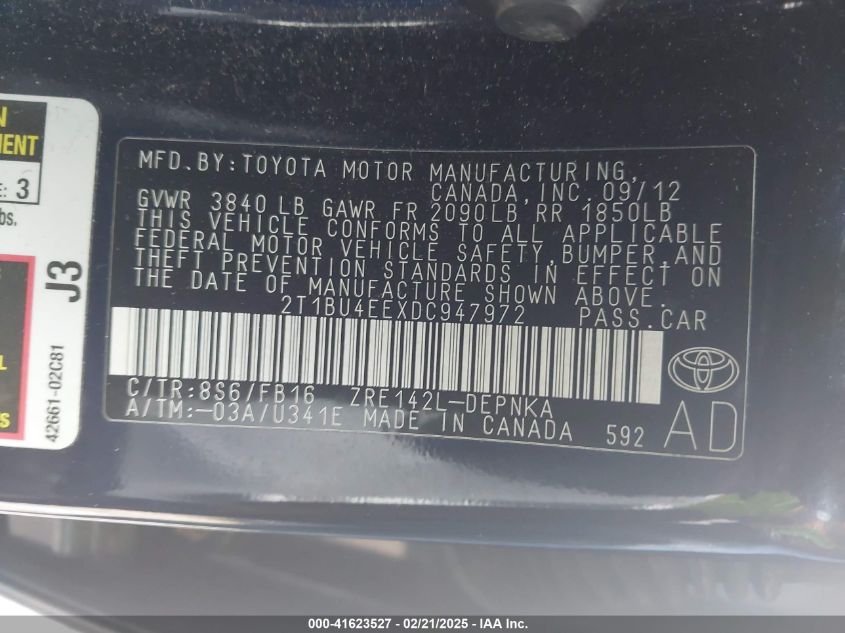 MFD.BY:TOYOTA MOTOR MANUFACTURING,
CANADA,INC. 09/12
GVWR 3840 LB GAWR FR 2090LB RR 1850LB
THIS VEHICLE CONFORMS TO ALL APPLICABLE
FEDERAL MOTOR VEHICLE SAFETY,BUMPER,AND
THEFT PREVENTION STANDARDS IN EFFECT ON
THE DATE OF MANUFACTURE SHOWN ABOVE.
2T1BU4EEXDC947972 PASS.CAR
C/TR:8S6/FB16 ZRE142L-DEPNKA
A/TM:-03A/U341E MADE IN CANADA 592 AD
: 3
J3
42661-02C81
000-41623527 - 02/21/2025 - IAA Inc.